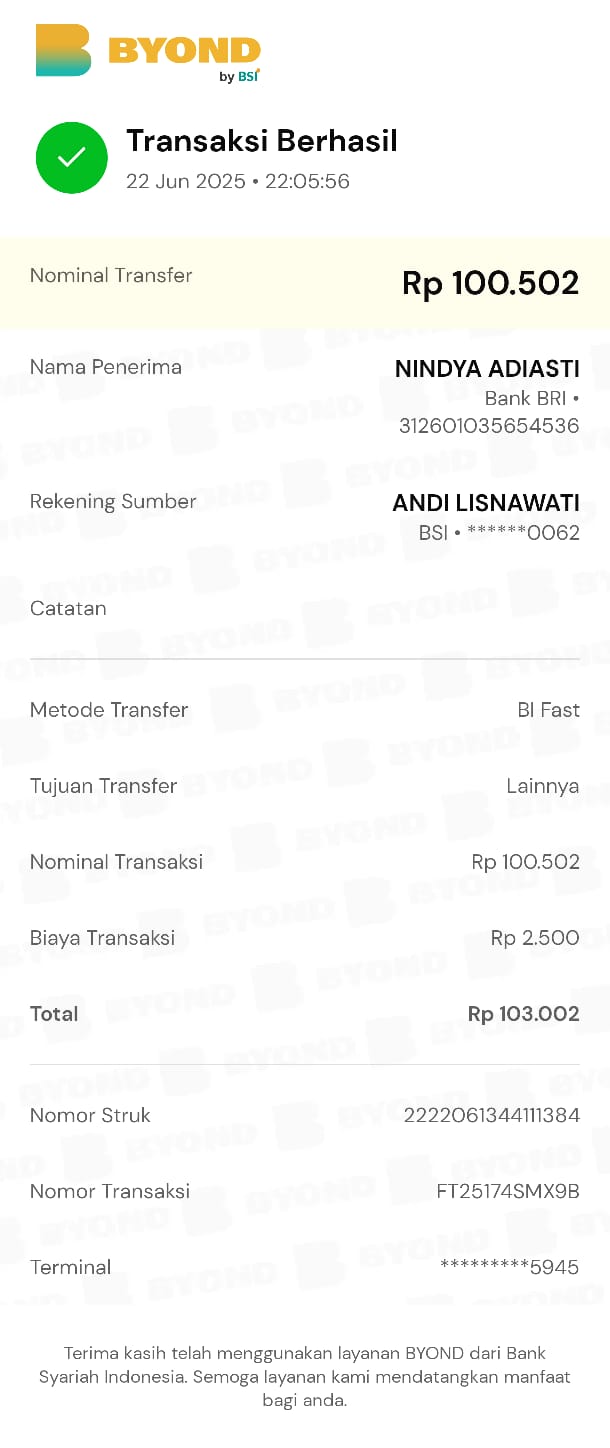 BYOND
by BSI
Transaksi Berhasil
22 Jun 2025 • 22:05:56
Nominal Transfer Rp 100.502
Nama Penerima NINDYA ADIASTI
Bank BRI •
312601035654536
Rekening Sumber ANDI LISNAWATI
BSI • ******0062
Catatan
Metode Transfer BI Fast
Tujuan Transfer Lainnya
Nominal Transaksi Rp 100.502
Biaya Transaksi Rp 2.500
Total Rp 103.002
Nomor Struk 2222061344111384
Nomor Transaksi FT25174SMX9B
Terminal *********5945
Terima kasih telah menggunakan layanan BYOND dari Bank
Syariah Indonesia. Semoga layanan kami mendatangkan manfaat
bagi anda.